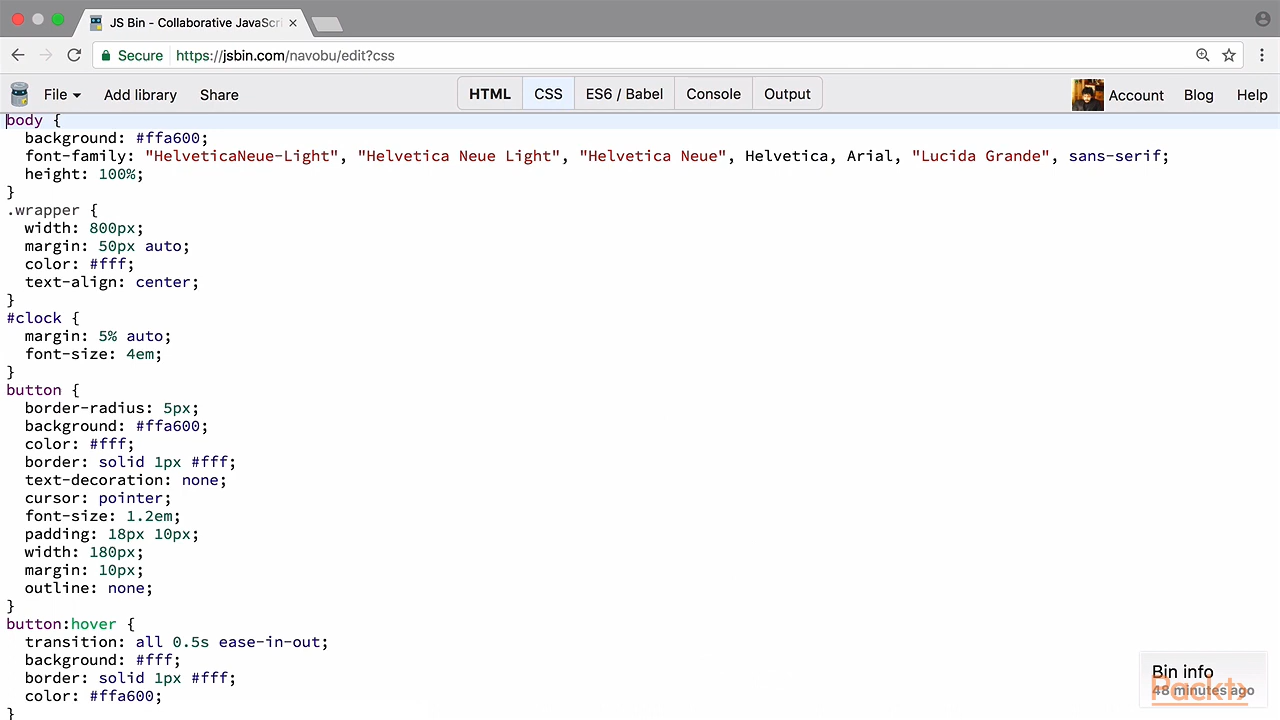 JS Bin - Collaborative JavaScri
Secure https://jsbin.com/navobu/edit?css
File Add library Share HTML CSS ES6 / Babel Console Output Account Blog Help
body {
  background: #ffa600;
  font-family: "HelveticaNeue-Light", "Helvetica Neue Light", "Helvetica Neue", Helvetica, Arial, "Lucida Grande", sans-serif;
  height: 100%;
}
.wrapper {
  width: 800px;
  margin: 50px auto;
  color: #fff;
  text-align: center;
}
#clock {
  margin: 5% auto;
  font-size: 4em;
}
button {
  border-radius: 5px;
  background: #ffa600;
  color: #fff;
  border: solid 1px #fff;
  text-decoration: none;
  cursor: pointer;
  font-size: 1.2em;
  padding: 18px 10px;
  width: 180px;
  margin: 10px;
  outline: none;
}
button:hover {
  transition: all 0.5s ease-in-out;
  background: #fff;
  border: solid 1px #fff;
  color: #ffa600;
}
Bin info
48 minutes ago
Packt